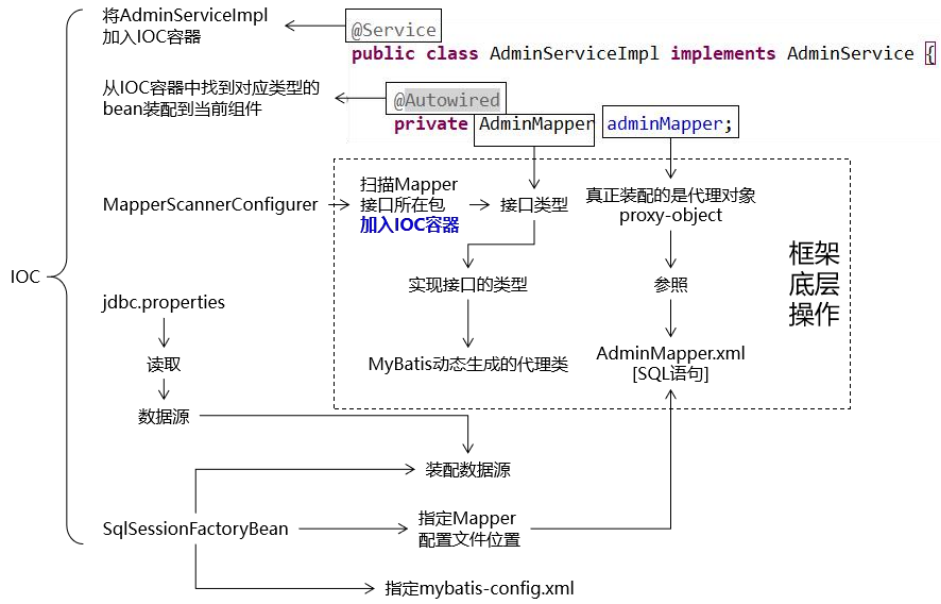 将AdminServiceImpl
加入IOC容器
@Service
public class AdminServiceImpl implements AdminService {
从IOC容器中找到对应类型的
bean装配到当前组件
@Autowired
private AdminMapper adminMapper;
MapperScannerConfigurer
扫描Mapper
接口所在包
加入IOC容器
接口类型
真正装配的是代理对象
proxy-object
框架
底层
操作
IOC
实现接口的类型
参照
jdbc.properties
读取
MyBatis动态生成的代理类
AdminMapper.xml
[SQL语句]
数据源
装配数据源
SqlSessionFactoryBean
指定Mapper
配置文件位置
指定mybatis-config.xml